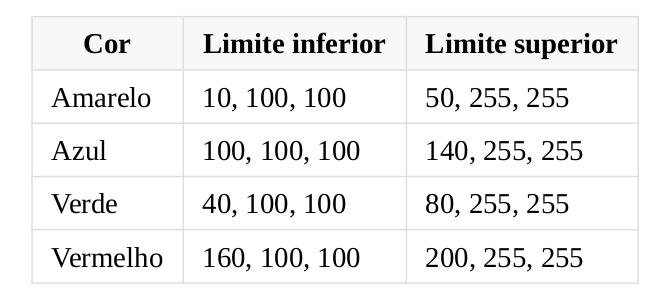 Cor Limite inferior Limite superior
Amarelo 10, 100, 100 50, 255, 255
Azul 100, 100, 100 140, 255, 255
Verde 40, 100, 100 80, 255, 255
Vermelho 160, 100, 100 200, 255, 255